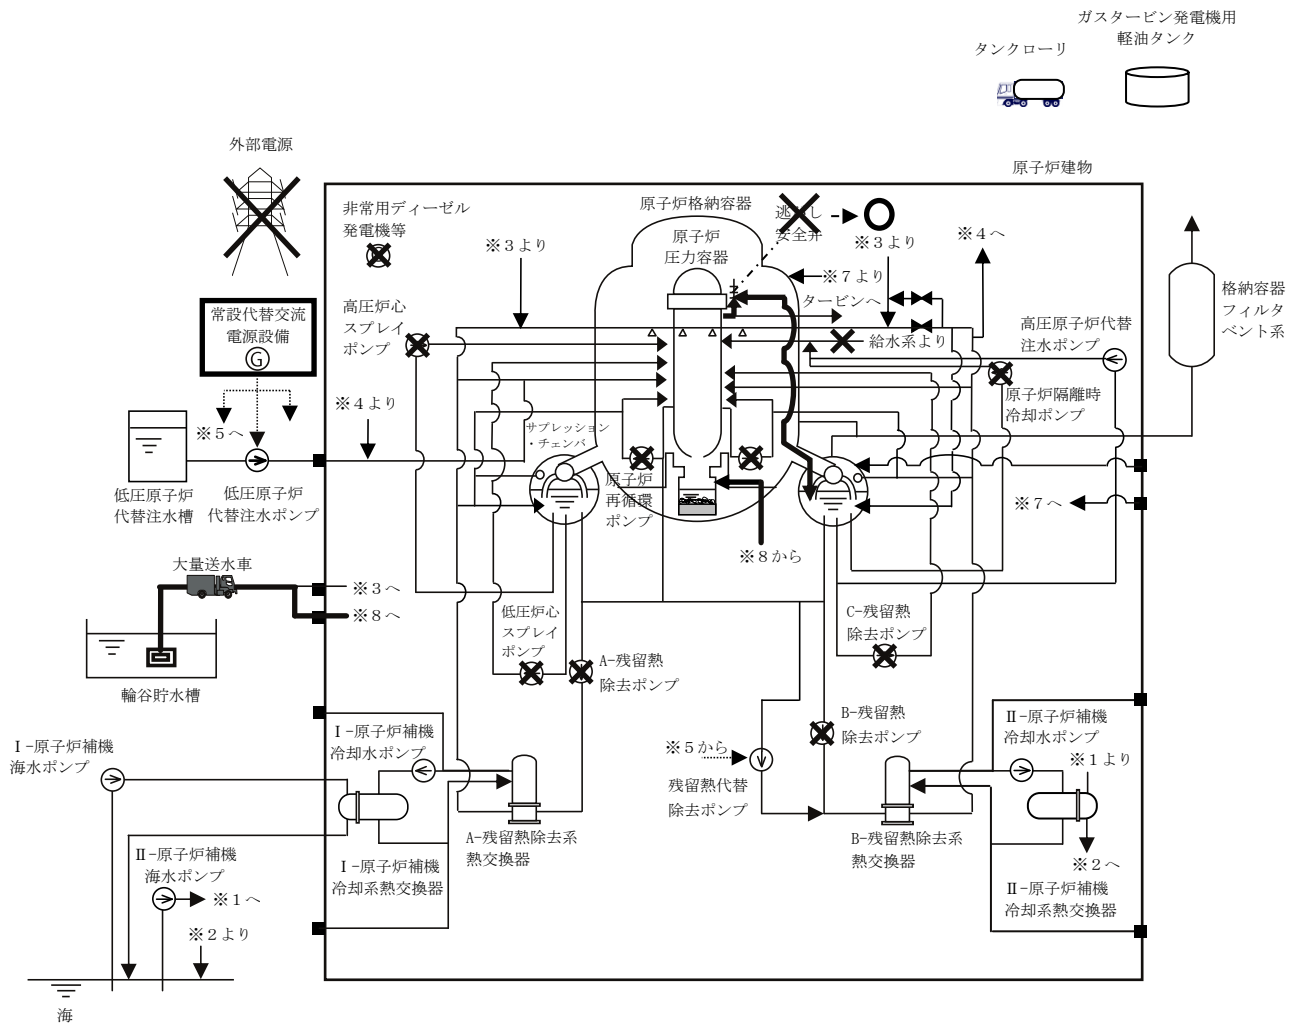 ガスタービン発電機用
軽油タンク
タンクローリ
外部電源
原子炉建物
非常用ディーゼル
発電機等
原子炉格納容器
逃がし
安全弁
※３より
※４へ
原子炉
圧力容器
※３より
※７より
タービンへ
格納容器
フィルタ
ベント系
常設代替交流
電源設備
G
高圧炉心
スプレイ
ポンプ
給水系より
高圧原子炉代替
注水ポンプ
※４より
原子炉隔離時
冷却ポンプ
※５へ
サプレッション
・チェンバ
低圧原子炉
代替注水槽
低圧原子炉
代替注水ポンプ
原子炉
再循環
ポンプ
※７へ
※８から
大量送水車
※３へ
※８へ
低圧炉心
スプレイ
ポンプ
C-残留熱
除去ポンプ
A-残留熱
除去ポンプ
輪谷貯水槽
B-残留熱
除去ポンプ
Ⅰ-原子炉補機
冷却水ポンプ
Ⅱ-原子炉補機
冷却水ポンプ
Ⅰ-原子炉補機
海水ポンプ
※５から
※１より
残留熱代替
除去ポンプ
A-残留熱除去系
熱交換器
B-残留熱除去系
熱交換器
Ⅱ-原子炉補機
海水ポンプ
Ⅰ-原子炉補機
冷却系熱交換器
※２へ
※１へ
Ⅱ-原子炉補機
冷却系熱交換器
※２より
海